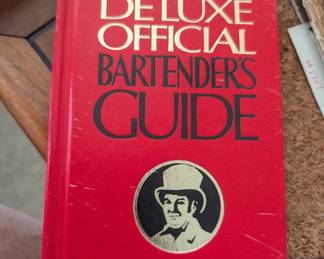 DE LUXE
OFFICIAL
BARTENDER'S
GUIDE